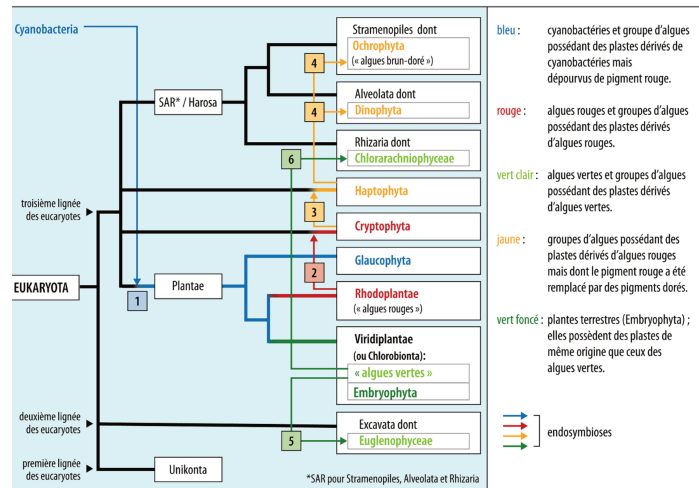 Cyanobacteria
Stramenopiles dont
Ochrophyta
(« algues brun-doré »)
4
SAR* / Harosa
Alveolata dont
4
Dinophyta
Rhizaria dont
6
Chlorarachniophyceae
troisième lignée
des eucaryotes
Haptophyta
3
Cryptophyta
Glaucophyta
EUKARYOTA
1
Plantae
2
Rhodoplantae
(« algues rouges »)
Viridiplantae
(ou Chlorobionta):
« algues vertes »
Embryophyta
deuxième lignée
des eucaryotes
Excavata dont
5
Euglenophyceae
première lignée
des eucaryotes
Unikonta
*SAR pour Stramenopiles, Alveolata et Rhizaria
bleu : cyanobactéries et groupe d'algues
possédant des plastes dérivés de
cyanobactéries mais
dépourvus de pigment rouge.
rouge : algues rouges et groupes d'algues
possédant des plastes dérivés
d'algues rouges.
vert clair : algues vertes et groupes d'algues
possédant des plastes dérivés
d'algues vertes.
jaune : groupes d'algues possédant des
plastes dérivés d'algues rouges
mais dont le pigment rouge a été
remplacé par des pigments dorés.
vert foncé : plantes terrestres (Embryophyta) ;
elles possèdent des plastes de
même origine que ceux des
algues vertes.
endosymbioses